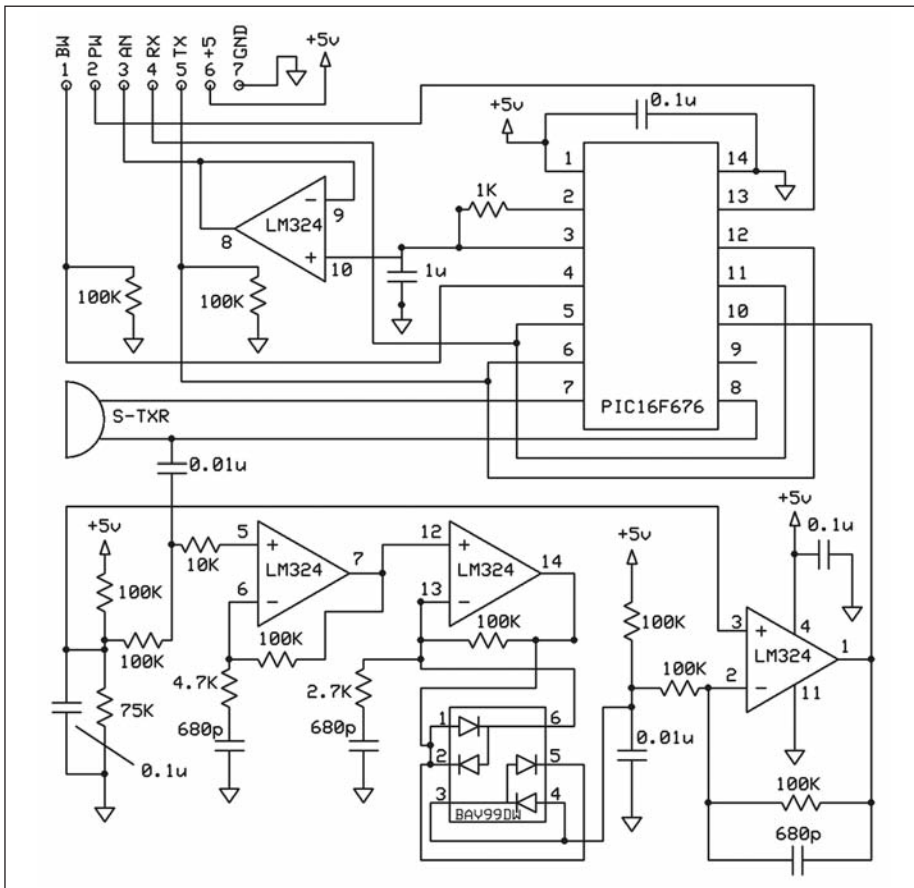 BW PW AN RX TX +5 GND
1 2 3 4 5 6 7
+5v
+5v
0.1u
1 14
2 13
3 12
4 11
5 10
6 9
7 8
PIC16F676
1K
LM324
- 9
8
+ 10
1u
100K
100K
S-TXR
0.01u
+5v
100K
100K
75K
0.1u
10K
5 +
6 -
7
LM324
100K
4.7K
680p
12 +
13 -
14
LM324
100K
2.7K
680p
1 6
2 5
3 4
BAV99DW
+5v
100K
100K
0.01u
+5v
0.1u
3 +
4
LM324
1
2 -
11
100K
680p